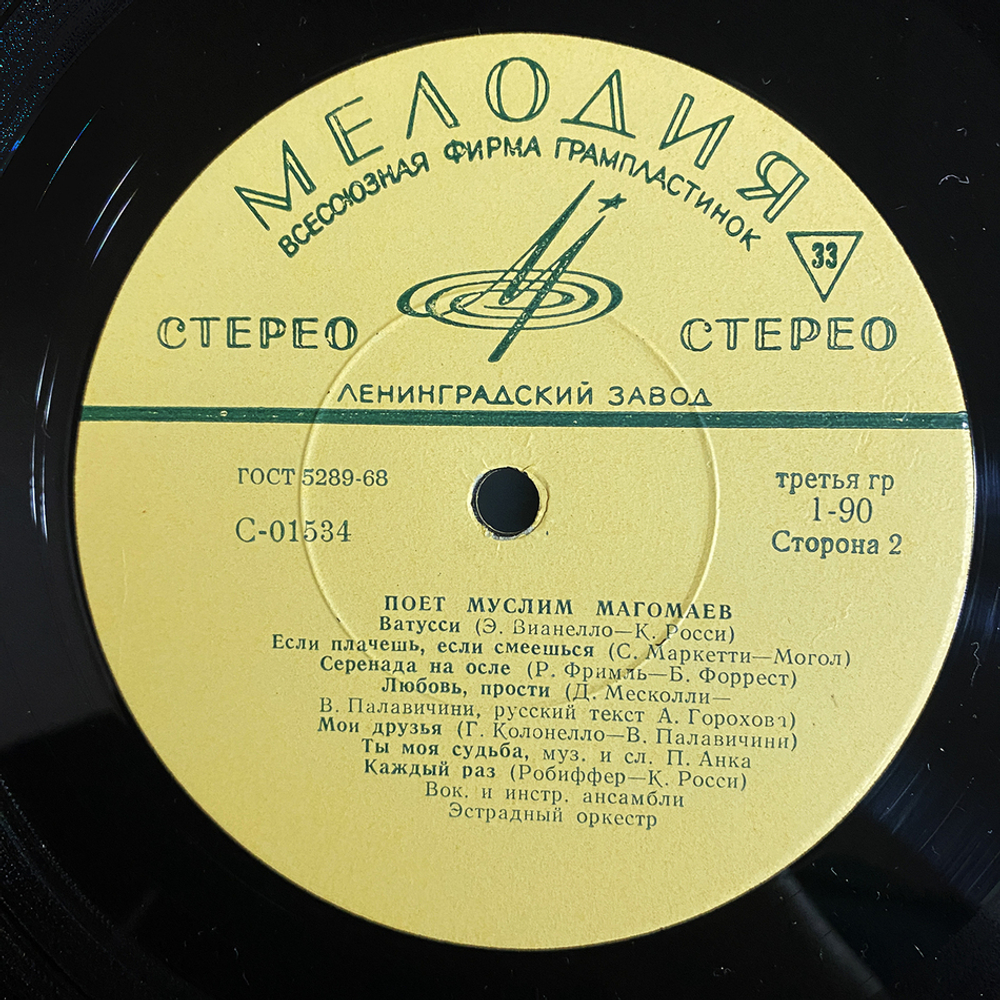 МЕЛОДИЯ
ВСЕСОЮЗНАЯ ФИРМА ГРАМПЛАСТИНОК
33
СТЕРЕО СТЕРЕО
ЛЕНИНГРАДСКИЙ ЗАВОД
ГОСТ 5289-68
С-01534
третья гр
1-90
Сторона 2
ПОЕТ МУСЛИМ МАГОМАЕВ
Ватусси (Э. Вианелло—К. Росси)
Если плачешь, если смеешься (С. Маркетти—Могол)
Серенада на осле (Р. Фримль—Б. Форрест)
Любовь, прости (Д. Месколли—
В. Палавичини, русский текст А. Горохова)
Мои друзья (Г. Колонелло—В. Палавичини)
Ты моя судьба, муз. и сл. П. Анка
Каждый раз (Робиффер—К. Росси)
Вок. и инстр. ансамбли
Эстрадный оркестр